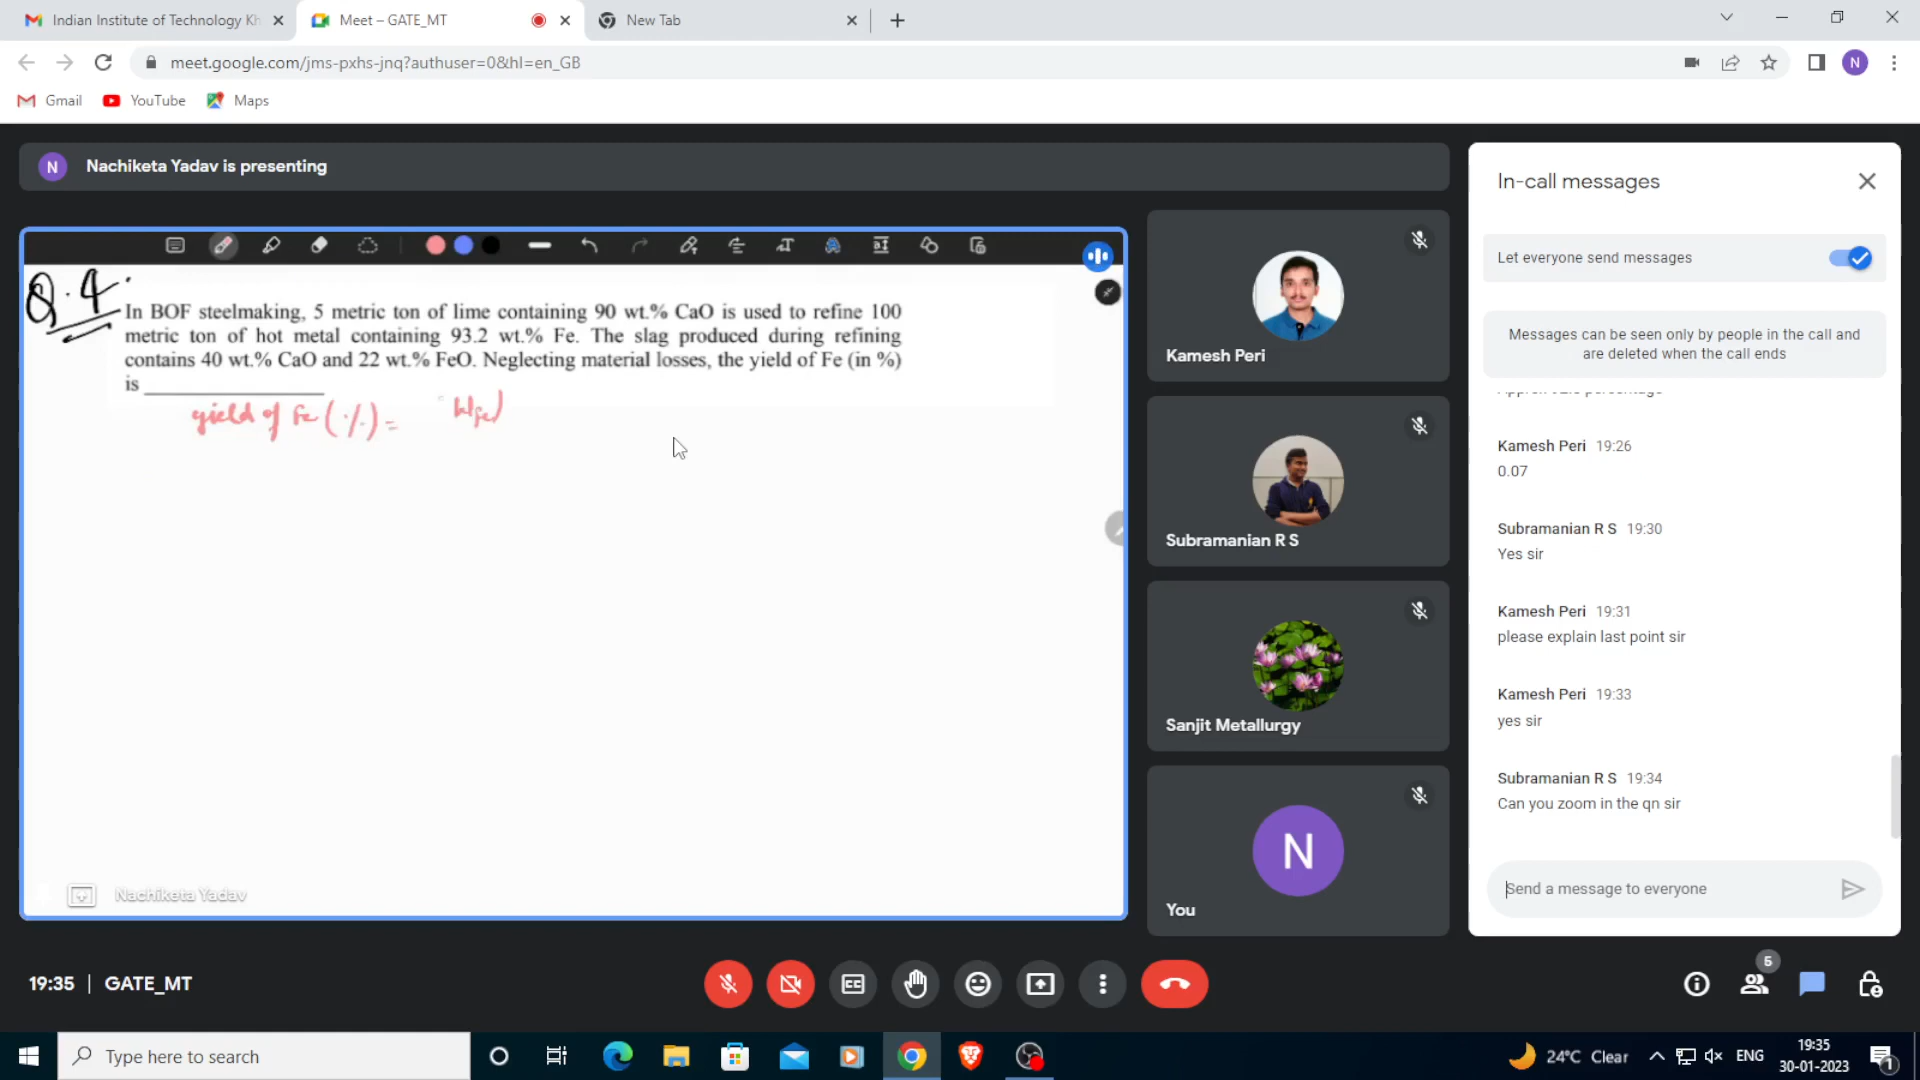 Indian Institute of Technology Kh
Meet – GATE_MT
New Tab
meet.google.com/jms-pxhs-jnq?authuser=0&hl=en_GB
N
Gmail
YouTube
Maps
N
Nachiketa Yadav is presenting
Q.4.
In BOF steelmaking, 5 metric ton of lime containing 90 wt.% CaO is used to refine 100
metric ton of hot metal containing 93.2 wt.% Fe. The slag produced during refining
contains 40 wt.% CaO and 22 wt.% FeO. Neglecting material losses, the yield of Fe (in %)
is
yield of Fe (%) =
Nachiketa Yadav
Kamesh Peri
Subramanian R S
Sanjit Metallurgy
N
You
In-call messages
Let everyone send messages
Messages can be seen only by people in the call and
are deleted when the call ends
Kamesh Peri 19:26
0.07
Subramanian R S 19:30
Yes sir
Kamesh Peri 19:31
please explain last point sir
Kamesh Peri 19:33
yes sir
Subramanian R S 19:34
Can you zoom in the qn sir
Send a message to everyone
19:35 | GATE_MT
CC
5
Type here to search
24°C Clear
ENG
19:35
30-01-2023
1